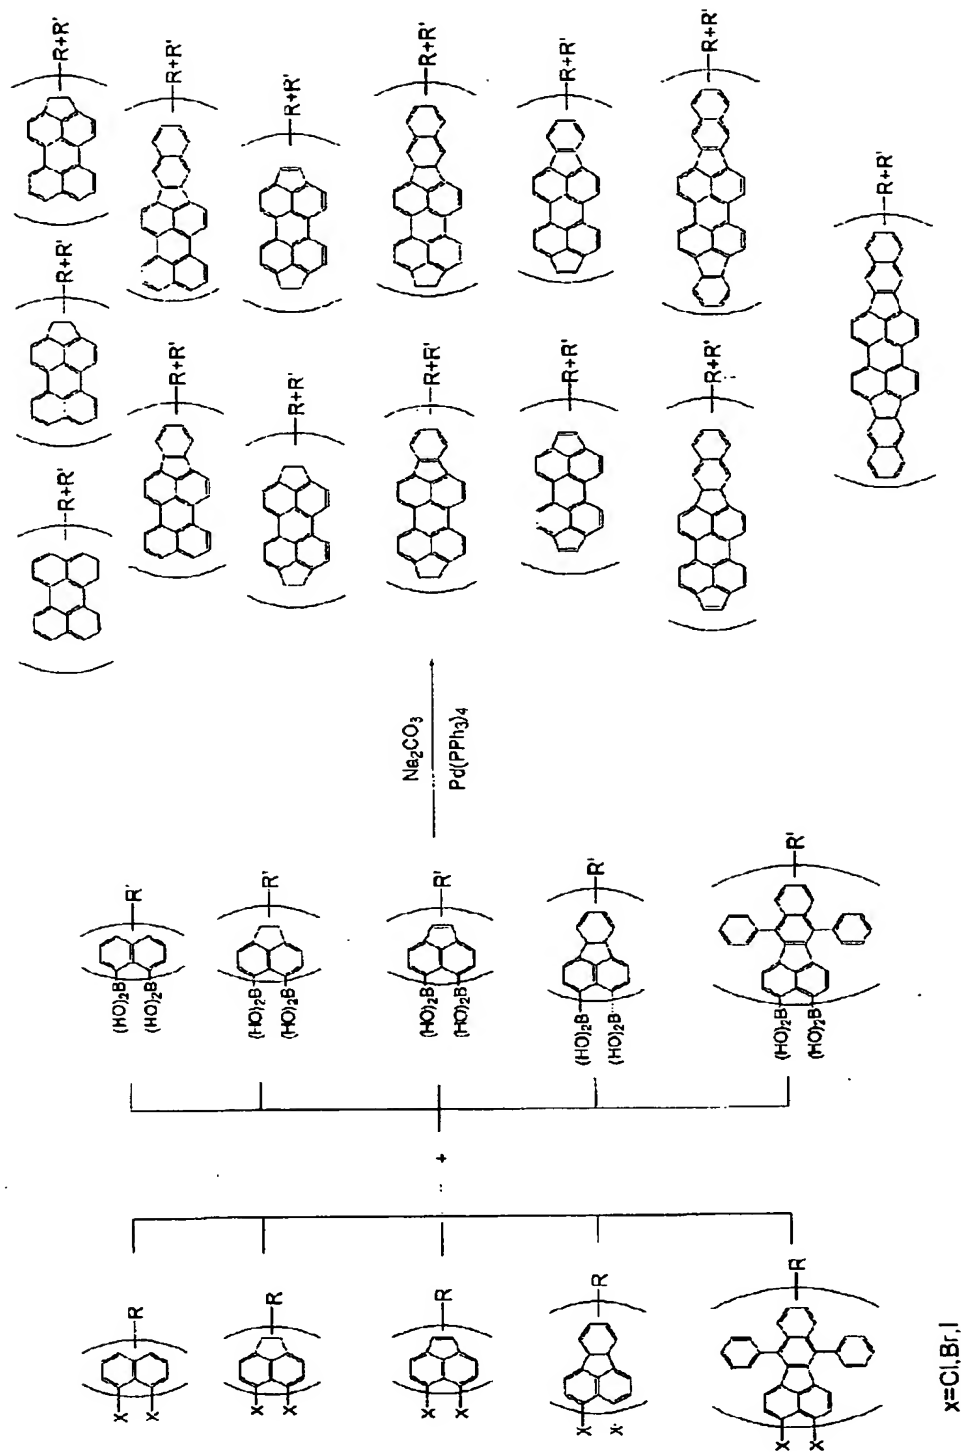 X
X
R
X
X
R
X
X
R
X
X
R
X
X
R
x=Cl,Br,I
+
(HO)₂B
(HO)₂B
R'
(HO)₂B
(HO)₂B
R'
(HO)₂B
(HO)₂B
R'
(HO)₂B
(HO)₂B
R'
(HO)₂B
(HO)₂B
R'
Na₂CO₃
Pd(PPh₃)4
R+R'
R+R'
R+R'
R+R'
R+R'
R+R'
R+R'
R+R'
R+R'
R+R'
R+R'
R+R'
R+R'
R+R'